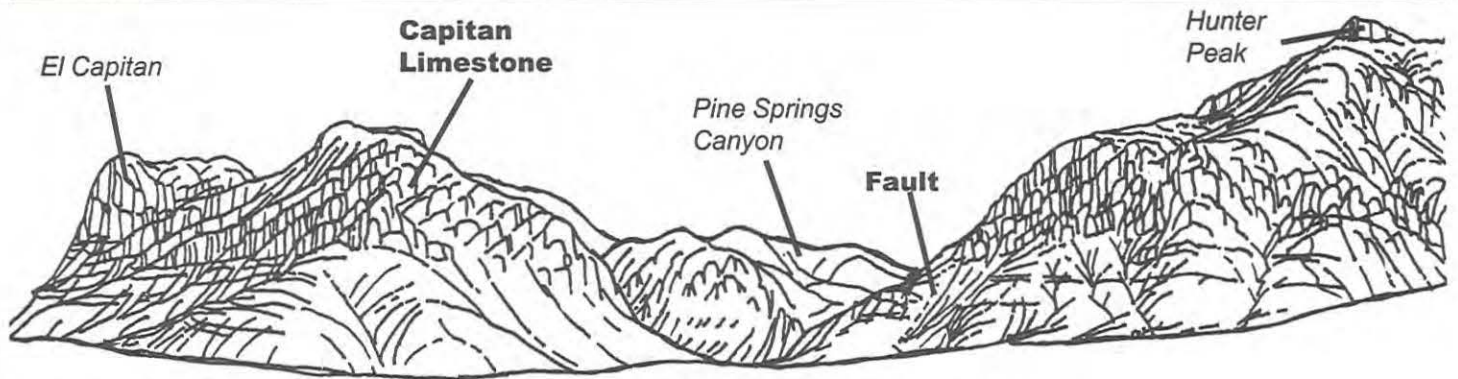 El Capitan
Capitan
Limestone
Pine Springs
Canyon
Fault
Hunter
Peak